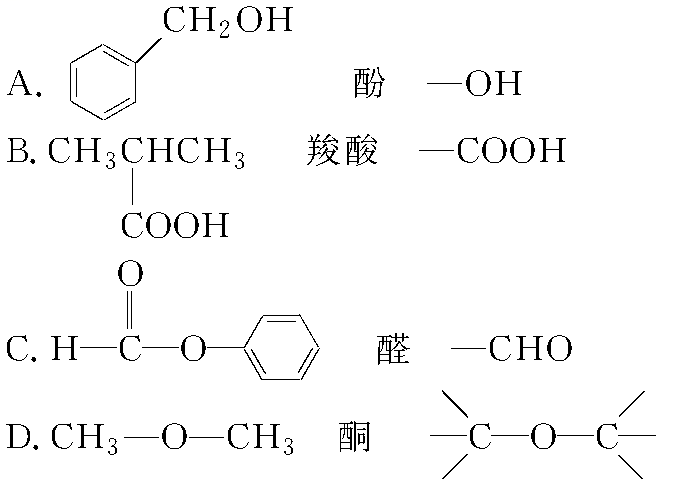 CH₂OH
A. 酚 —OH
B. CH₃CHCH₃ 羧酸 —COOH
COOH
O
C. H—C—O— 醛 —CHO
D. CH₃—O—CH₃ 酮 —C—O—C—